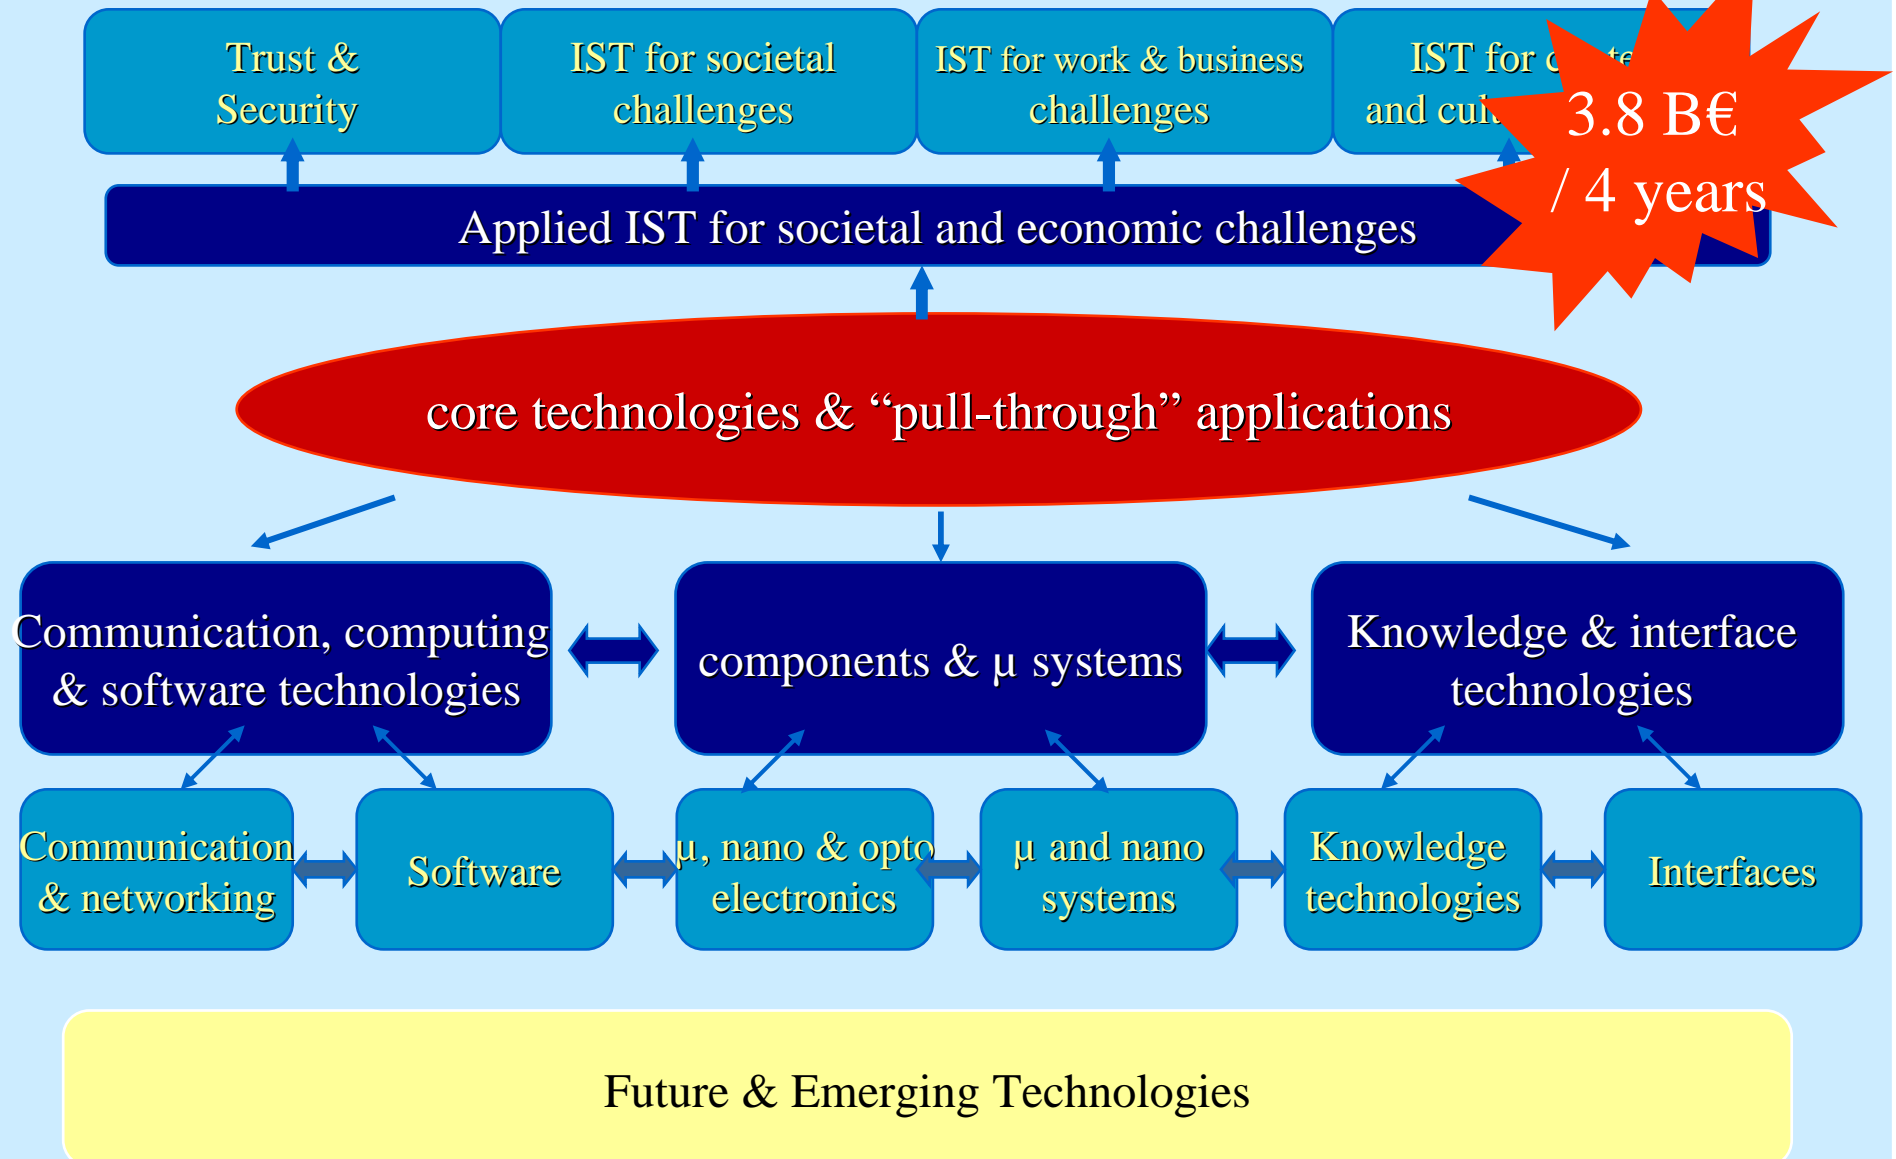 Trust &
Security
IST for societal
challenges
IST for work & business
challenges
IST for
and
3.8 B€
/ 4 years
Applied IST for societal and economic challenges
core technologies & “pull-through” applications
Communication, computing
& software technologies
components & µ systems
Knowledge & interface
technologies
Communication
& networking
Software
µ, nano & opto
electronics
µ and nano
systems
Knowledge
technologies
Interfaces
Future & Emerging Technologies